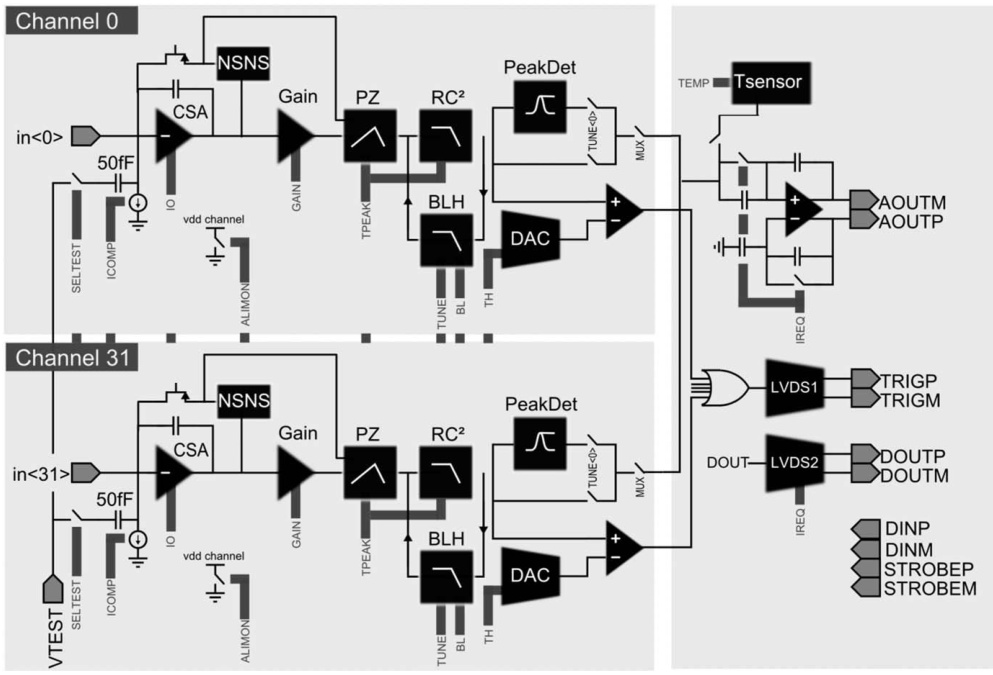 Channel 0
NSNS
CSA
Gain
PZ
RC²
PeakDet
TUNE<0>
MUX
in<0>
50fF
IO
GAIN
TPEAK
BLH
DAC
vdd channel
SELTEST
ICOMP
ALIMON
TUNE
BL
TH
TEMP
Tsensor
AOUTM
AOUTP
IREQ
Channel 31
NSNS
CSA
Gain
PZ
RC²
PeakDet
TUNE<0>
MUX
in<31>
50fF
IO
GAIN
TPEAK
BLH
DAC
vdd channel
SELTEST
ICOMP
ALIMON
TUNE
BL
TH
VTEST
LVDS1
TRIGP
TRIGM
DOUT
LVDS2
DOUTP
DOUTM
IREQ
DINP
DINM
STROBEP
STROBEM